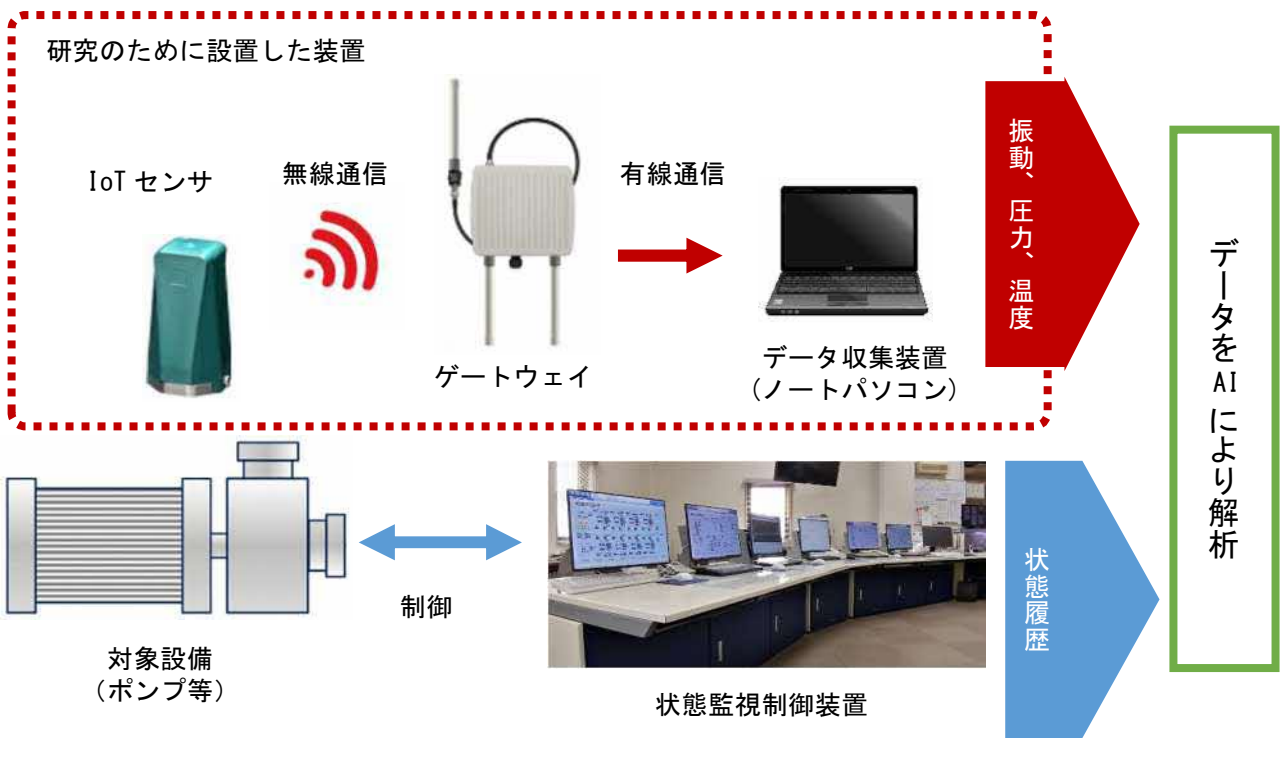 研究のために設置した装置
IoT センサ
無線通信
有線通信
ゲートウェイ
データ収集装置
(ノートパソコン)
振動、圧力、温度
対象設備
(ポンプ等)
制御
状態監視制御装置
状態履歴
データを AI により解析